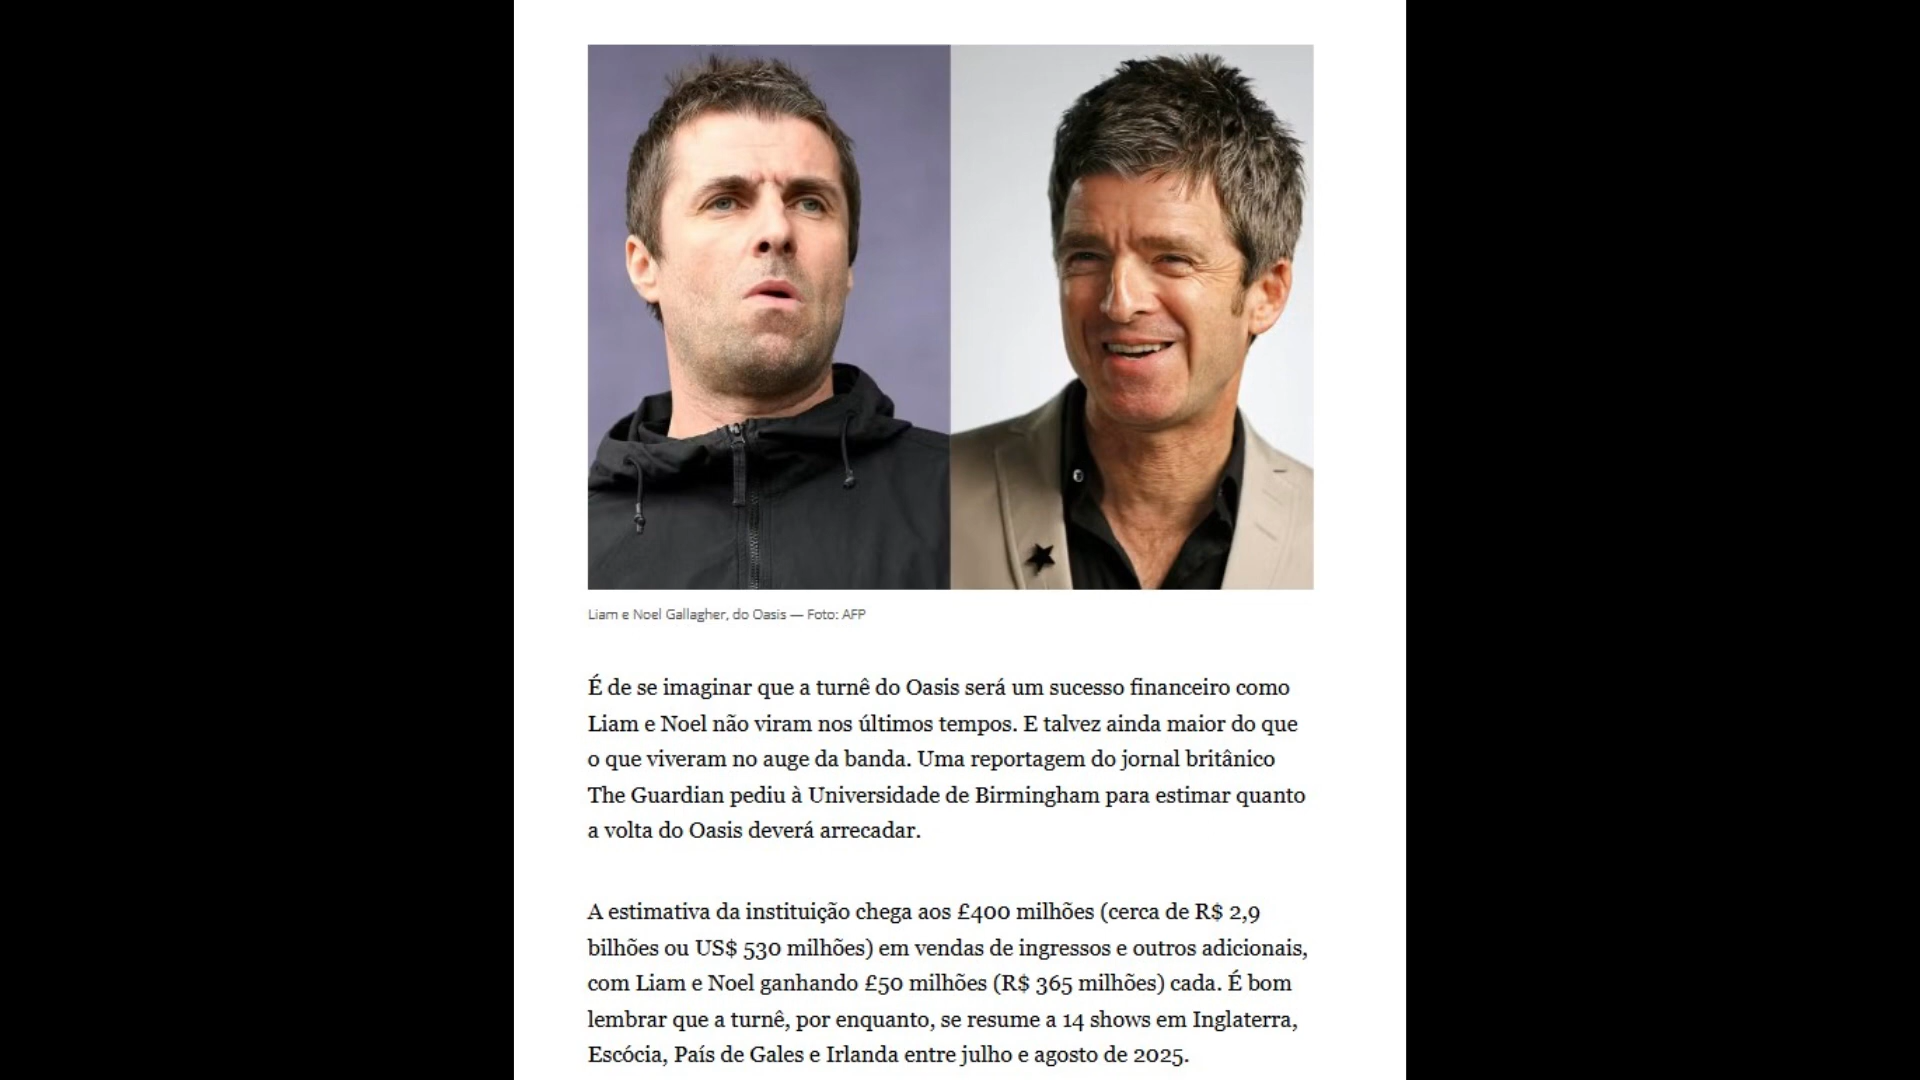 Liam e Noel Gallagher, do Oasis — Foto: AFP
É de se imaginar que a turnê do Oasis será um sucesso financeiro como
Liam e Noel não viram nos últimos tempos. E talvez ainda maior do que
o que viveram no auge da banda. Uma reportagem do jornal britânico
The Guardian pediu à Universidade de Birmingham para estimar quanto
a volta do Oasis deverá arrecadar.
A estimativa da instituição chega aos £400 milhões (cerca de R$ 2,9
bilhões ou US$ 530 milhões) em vendas de ingressos e outros adicionais,
com Liam e Noel ganhando £50 milhões (R$ 365 milhões) cada. É bom
lembrar que a turnê, por enquanto, se resume a 14 shows em Inglaterra,
Escócia, País de Gales e Irlanda entre julho e agosto de 2025.